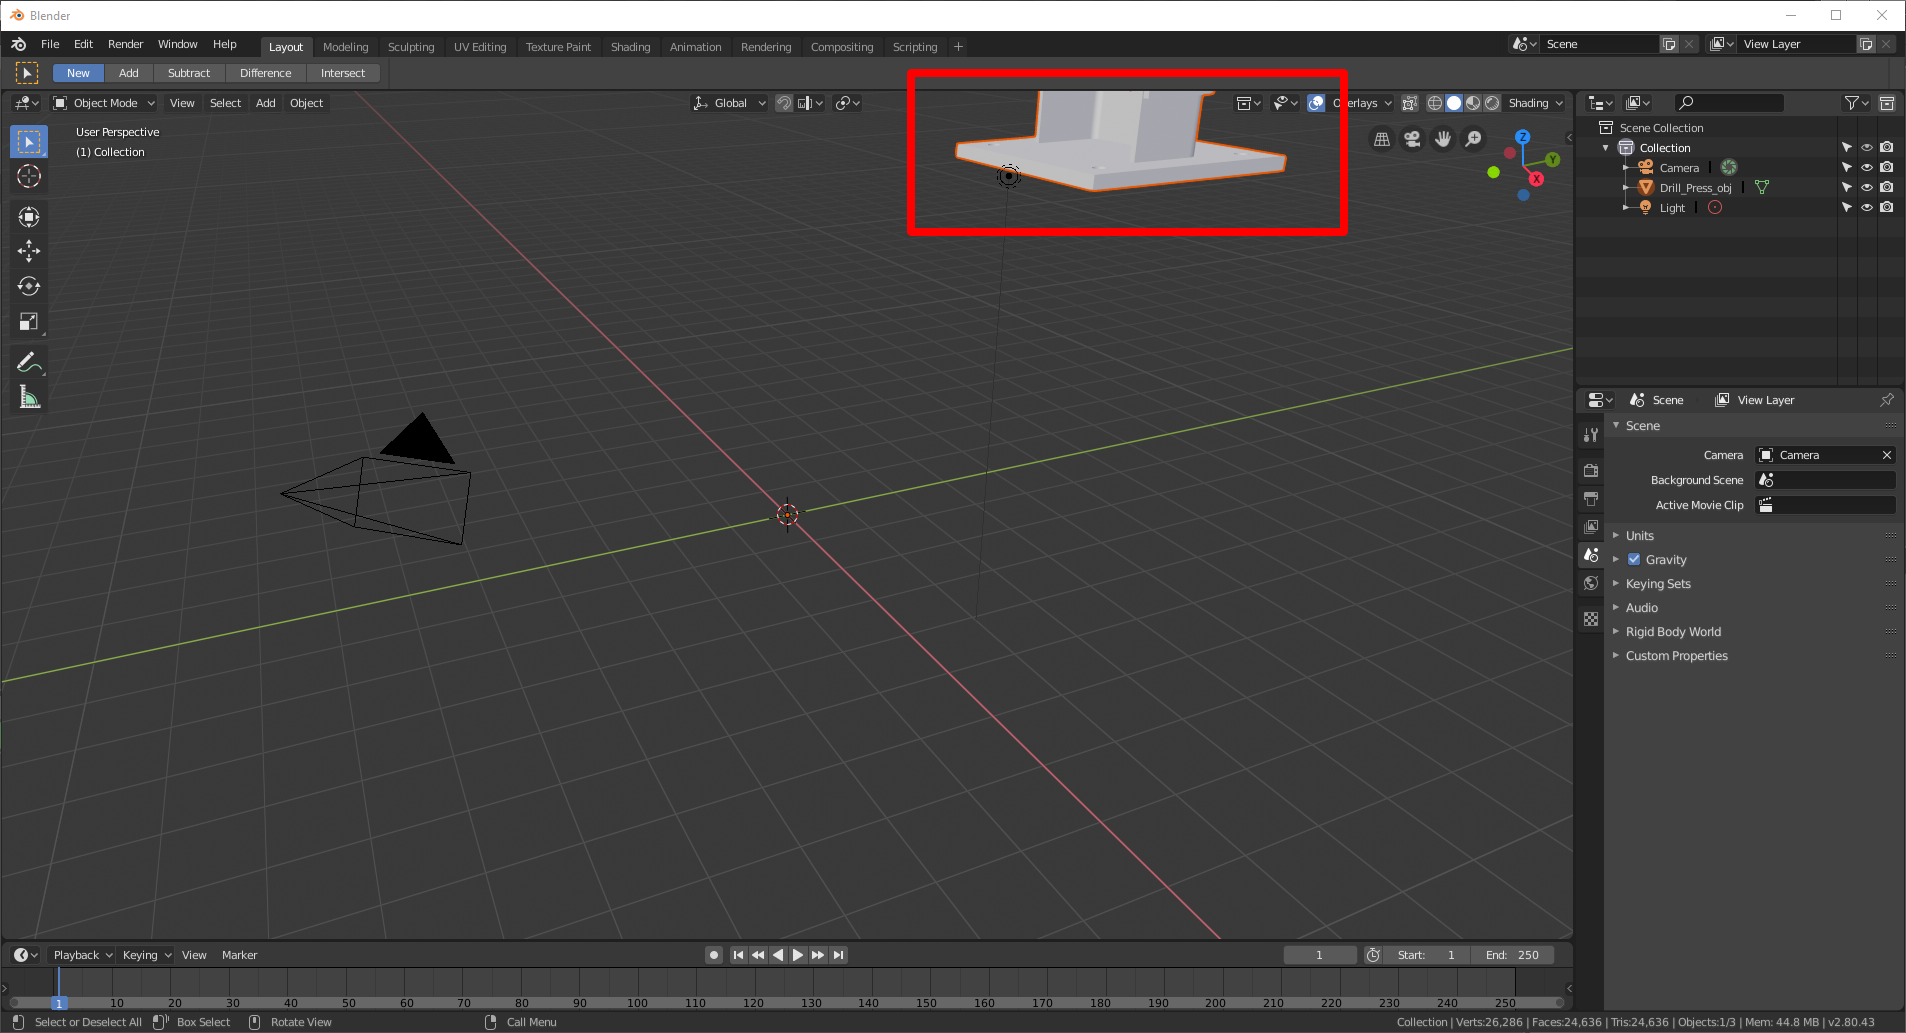 Blender
File Edit Render Window Help Layout Modeling Sculpting UV Editing Texture Paint Shading Animation Rendering Compositing Scripting + Scene View Layer
New Add Subtract Difference Intersect
Object Mode View Select Add Object Global Overlays Shading
User Perspective
(1) Collection
Z
Y
X
Scene Collection
Collection
Camera
Drill_Press_obj
Light
Scene View Layer
Scene
Camera Camera
Background Scene
Active Movie Clip
Units
Gravity
Keying Sets
Audio
Rigid Body World
Custom Properties
Playback Keying View Marker 1 Start: 1 End: 250
1 10 20 30 40 50 60 70 80 90 100 110 120 130 140 150 160 170 180 190 200 210 220 230 240 250
Select or Deselect All Box Select Rotate View Call Menu Collection | Verts:26,286 | Faces:24,636 | Tris:24,636 | Objects:1/3 | Mem: 44.8 MB | v2.80.43